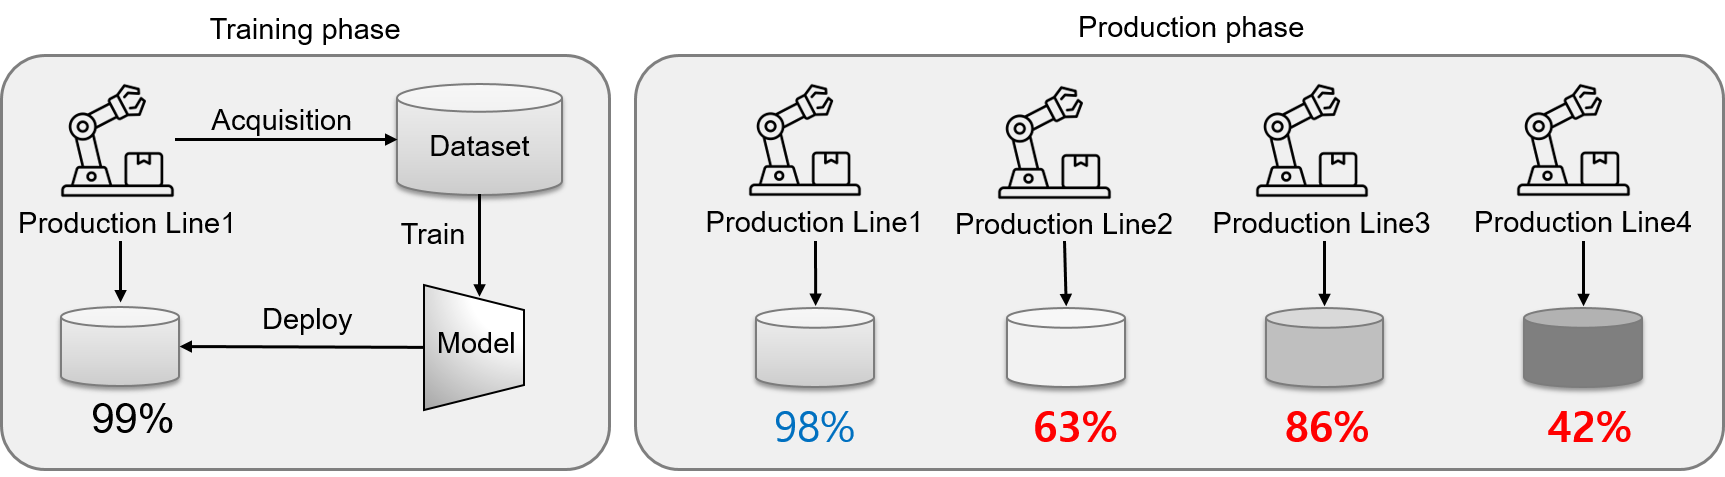 Training phase
Acquisition
Dataset
Production Line1
Train
Deploy
Model
99%
Production phase
Production Line1
Production Line2
Production Line3
Production Line4
98%
63%
86%
42%